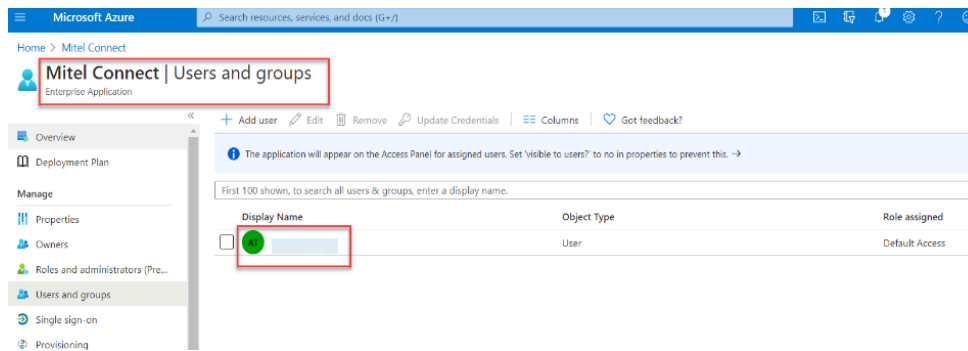 Microsoft Azure
Search resources, services, and docs (G+/)
1
Home > Mitel Connect
Mitel Connect | Users and groups
Enterprise Application
«
Add user Edit Remove Update Credentials Columns Got feedback?
Overview
Deployment Plan
Manage
Properties
Owners
Roles and administrators (Pre...
Users and groups
Single sign-on
Provisioning
The application will appear on the Access Panel for assigned users. Set 'visible to users?' to no in properties to prevent this. →
First 100 shown, to search all users & groups, enter a display name.
Display Name Object Type Role assigned
AT User Default Access